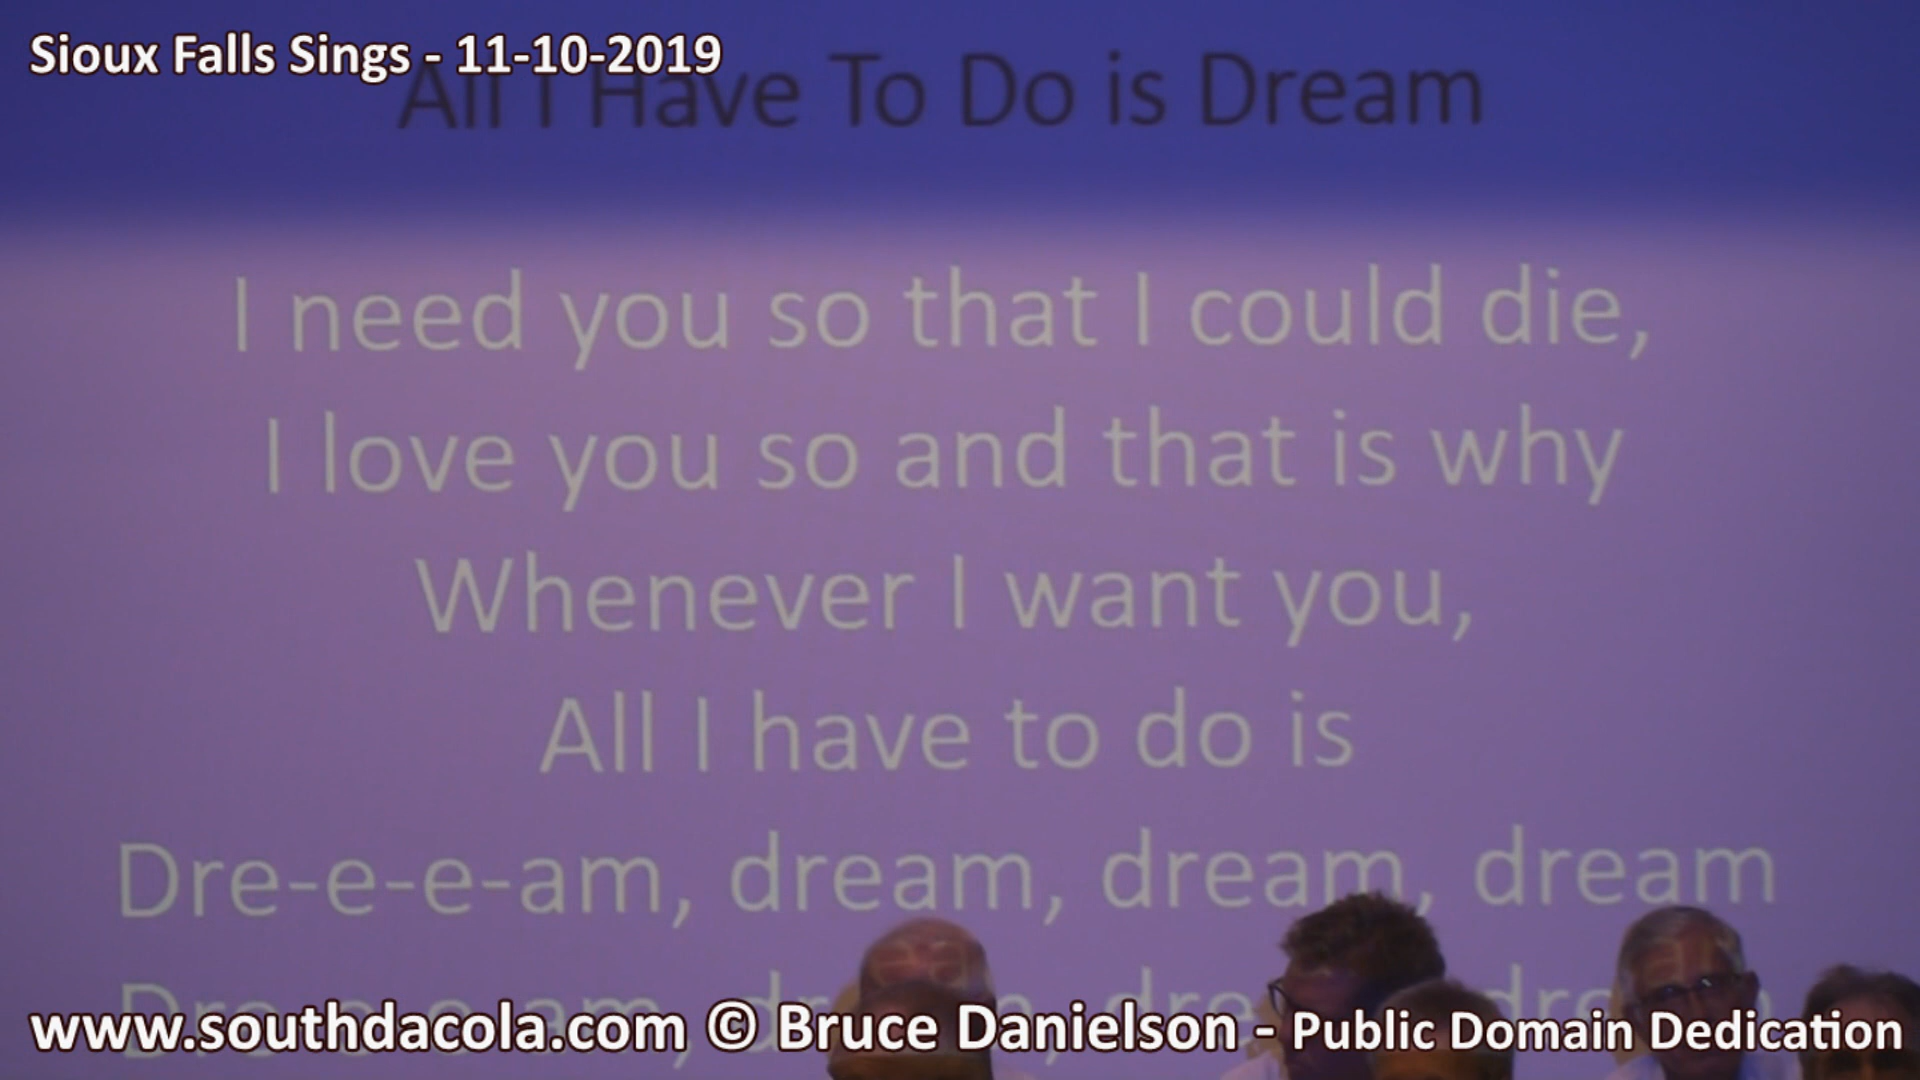 Sioux Falls Sings - 11-10-2019
All I Have To Do is Dream
I need you so that I could die,
I love you so and that is why
Whenever I want you,
All I have to do is
Dre-e-e-am, dream, dream, dream
www.southdacola.com © Bruce Danielson - Public Domain Dedication